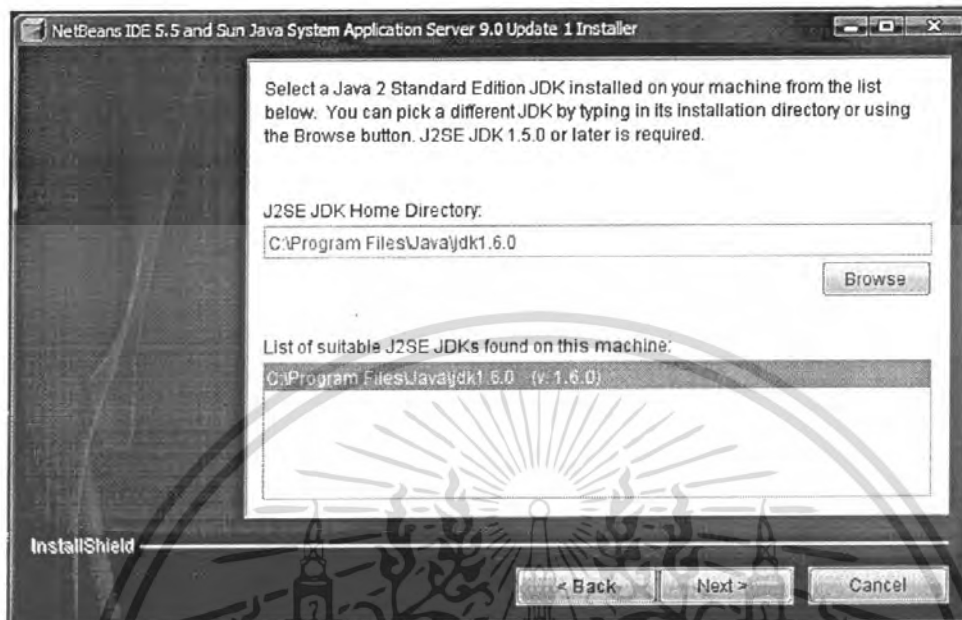 NetBeans IDE 5.5 and Sun Java System Application Server 9.0 Update 1 Installer
Select a Java 2 Standard Edition JDK installed on your machine from the list
below. You can pick a different JDK by typing in its installation directory or using
the Browse button. J2SE JDK 1.5.0 or later is required.
J2SE JDK Home Directory:
C:\Program Files\Java\jdk1.6.0
Browse
List of suitable J2SE JDKs found on this machine:
C:\Program Files\Java\jdk1.6.0 (v. 1.6.0)
InstallShield
< Back
Next >
Cancel